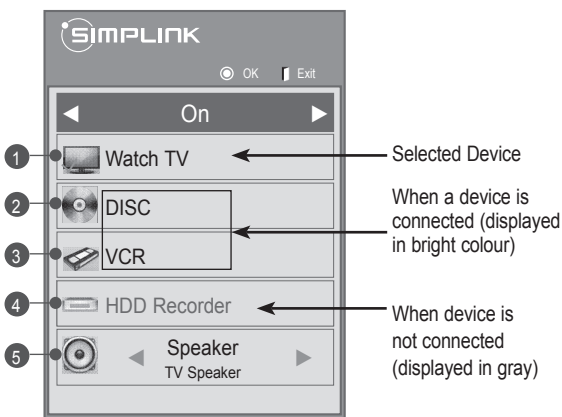 SIMPLINK
OK Exit
On
1 Watch TV
Selected Device
2 DISC
When a device is
connected (displayed
in bright colour)
3 VCR
4 HDD Recorder
When device is
not connected
(displayed in gray)
5 Speaker
TV Speaker